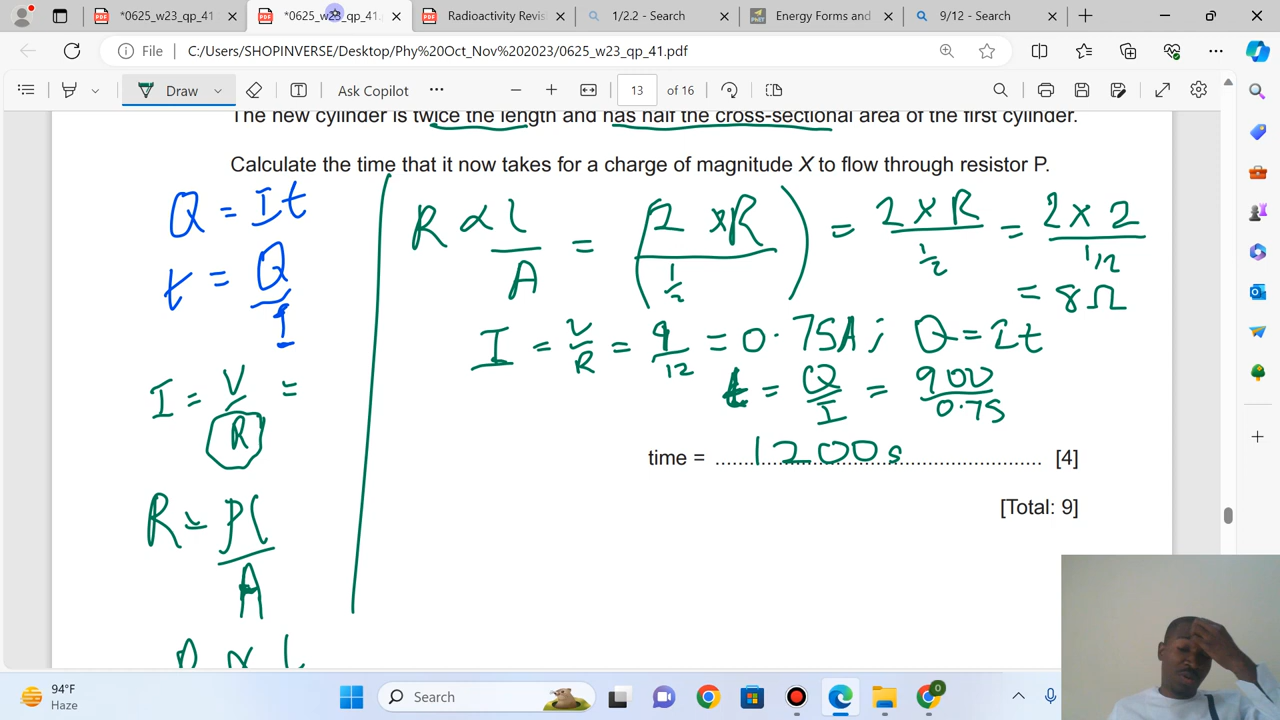 *0625_w23_qp_41
*0625_w23_qp_41.
Radioactivity Revis
1/2.2 - Search
Energy Forms and
9/12 - Search
File C:/Users/SHOPINVERSE/Desktop/Phy%20Oct_Nov%202023/0625_w23_qp_41.pdf
Draw Ask Copilot 13 of 16
The new cylinder is twice the length and has half the cross-sectional area of the first cylinder.
Calculate the time that it now takes for a charge of magnitude X to flow through resistor P.
Q = It
t = Q/I
I = V/R =
R = ρl/A
R ∝ l
R ∝ l/A = (2 × R / 1/2) = 2 × R / 1/2 = 2 × 2 / 1/2
= 8Ω
I = V/R = 9/12 = 0.75A; Q = It
t = Q/I = 900/0.75
time = 1200s [4]
[Total: 9]
94°F
Haze
Search
0